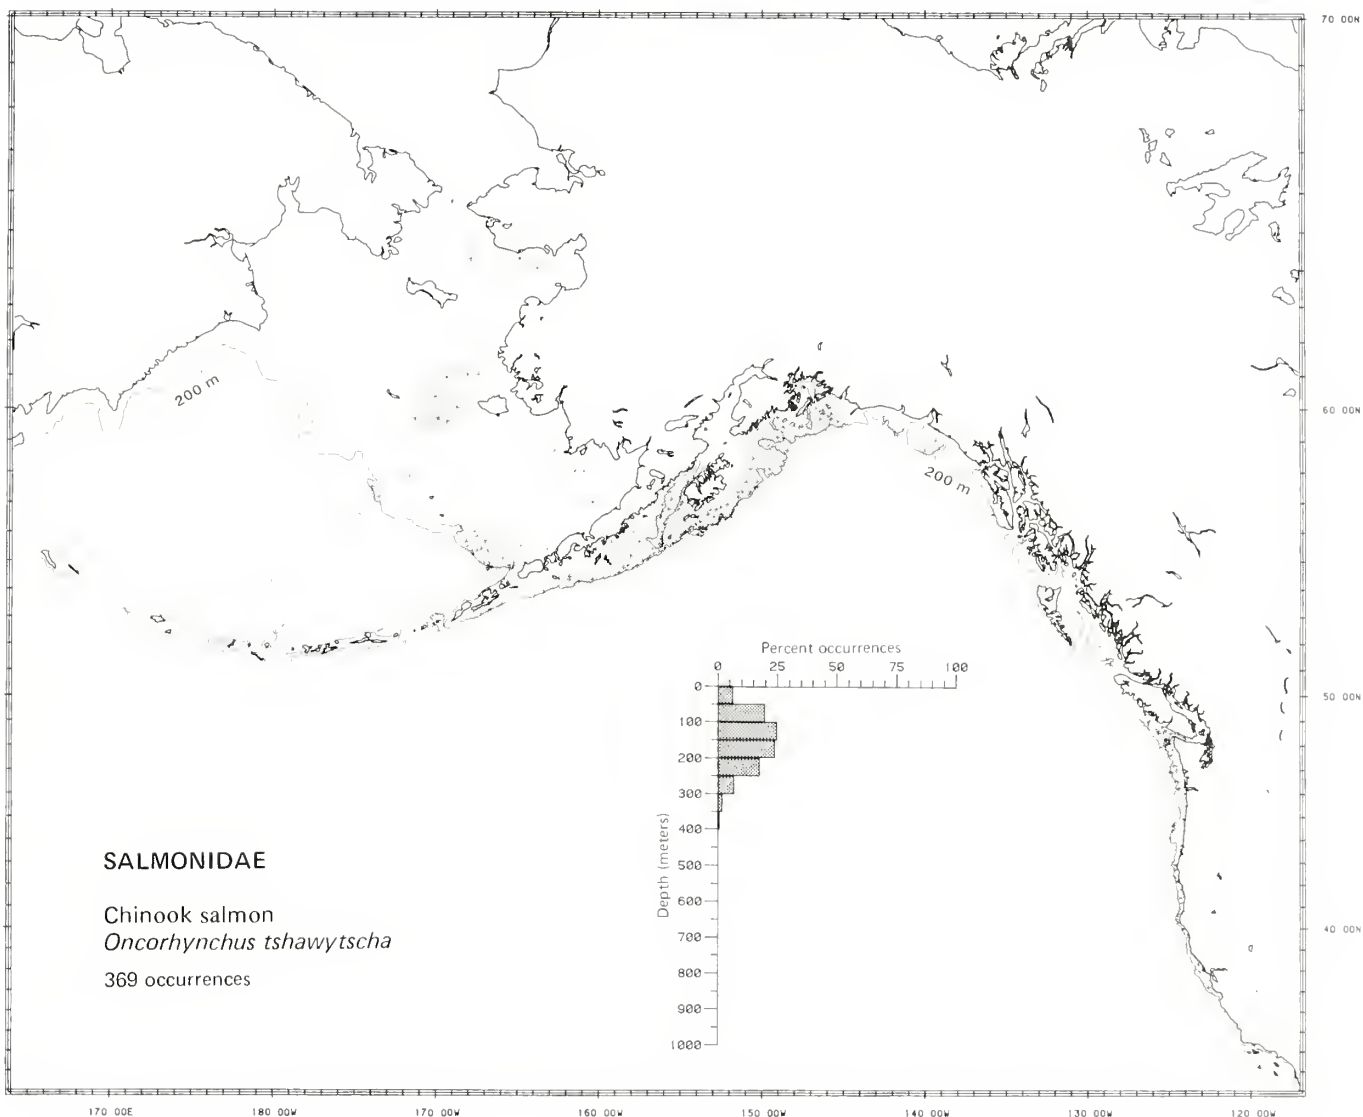 70 00N
200 m
60 00N
200 m
Percent occurrences
0 25 50 75 100
50 00N
0
100
200
300
400
500
600
700
800
900
1000
Depth (meters)
SALMONIDAE
Chinook salmon
Oncorhynchus tshawytscha
369 occurrences
40 00N
170 00E 180 00W 170 00W 160 00W 150 00W 140 00W 130 00W 120 00W